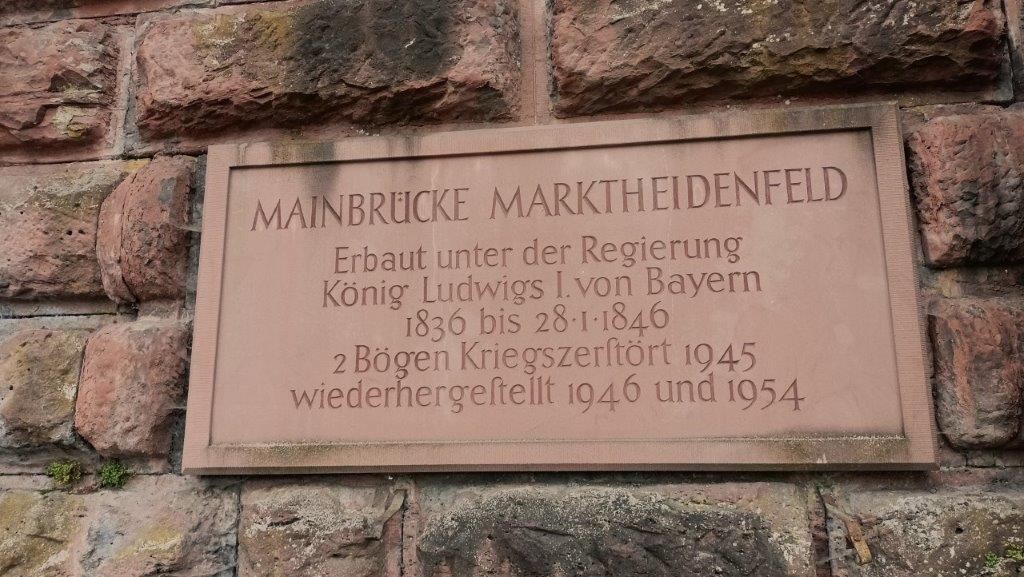 MAINBRÜCKE MARKTHEIDENFELD
Erbaut unter der Regierung
König Ludwigs I. von Bayern
1836 bis 28·1·1846
2 Bögen Kriegszerſtört 1945
wiederhergeſtellt 1946 und 1954